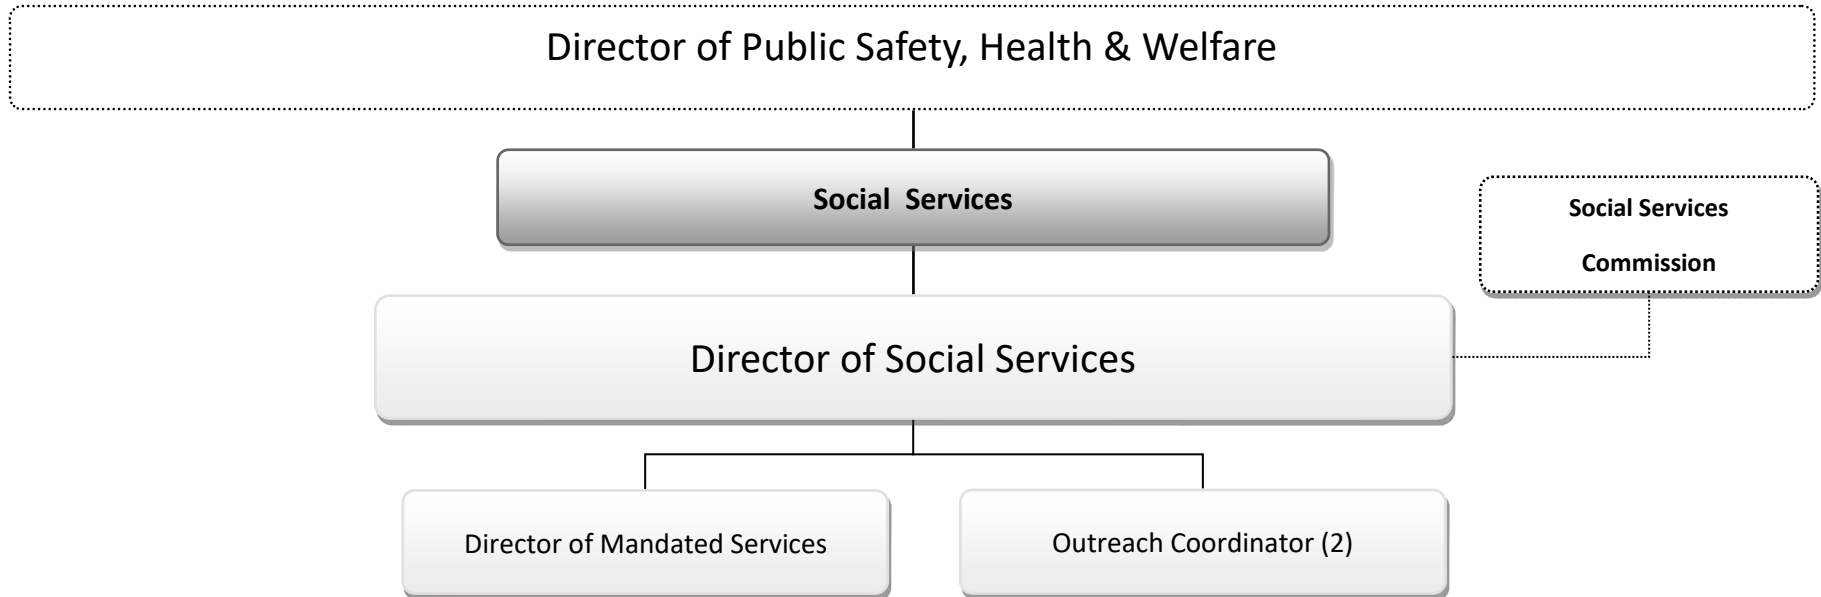 Director of Public Safety, Health & Welfare
Social Services
Social Services
Commission
Director of Social Services
Director of Mandated Services
Outreach Coordinator (2)